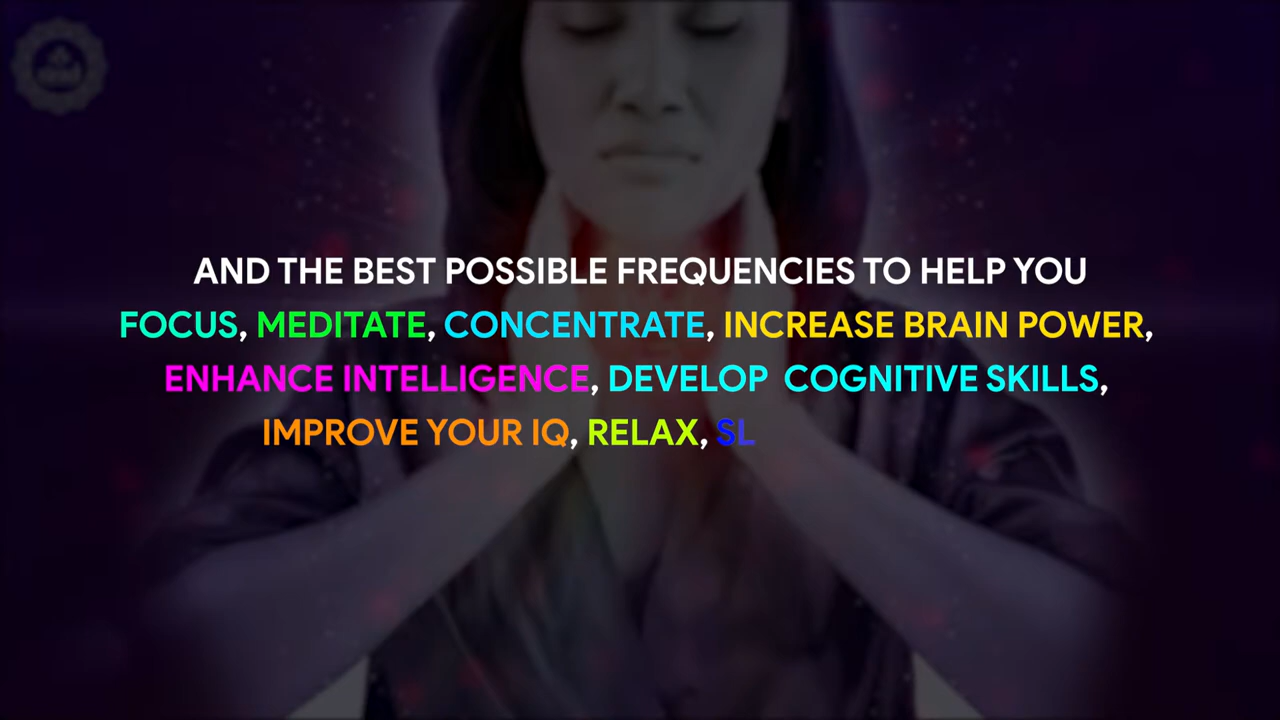 AND THE BEST POSSIBLE FREQUENCIES TO HELP YOU
FOCUS, MEDITATE, CONCENTRATE, INCREASE BRAIN POWER,
ENHANCE INTELLIGENCE, DEVELOP COGNITIVE SKILLS,
IMPROVE YOUR IQ, RELAX, SL